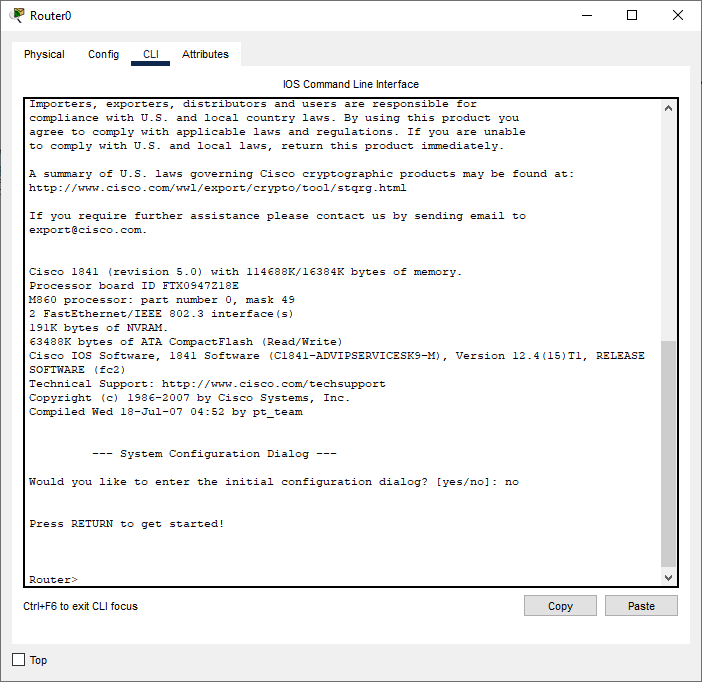 Router0
Physical Config CLI Attributes
IOS Command Line Interface
Importers, exporters, distributors and users are responsible for
compliance with U.S. and local country laws. By using this product you
agree to comply with applicable laws and regulations. If you are unable
to comply with U.S. and local laws, return this product immediately.
A summary of U.S. laws governing Cisco cryptographic products may be found at:
http://www.cisco.com/wwl/export/crypto/tool/stqrg.html
If you require further assistance please contact us by sending email to
export@cisco.com.
Cisco 1841 (revision 5.0) with 114688K/16384K bytes of memory.
Processor board ID FTX0947Z18E
M860 processor: part number 0, mask 49
2 FastEthernet/IEEE 802.3 interface(s)
191K bytes of NVRAM.
63488K bytes of ATA CompactFlash (Read/Write)
Cisco IOS Software, 1841 Software (C1841-ADVIPSERVICESK9-M), Version 12.4(15)T1, RELEASE
SOFTWARE (fc2)
Technical Support: http://www.cisco.com/techsupport
Copyright (c) 1986-2007 by Cisco Systems, Inc.
Compiled Wed 18-Jul-07 04:52 by pt_team
--- System Configuration Dialog ---
Would you like to enter the initial configuration dialog? [yes/no]: no
Press RETURN to get started!
Router>
Ctrl+F6 to exit CLI focus
Copy Paste
Top